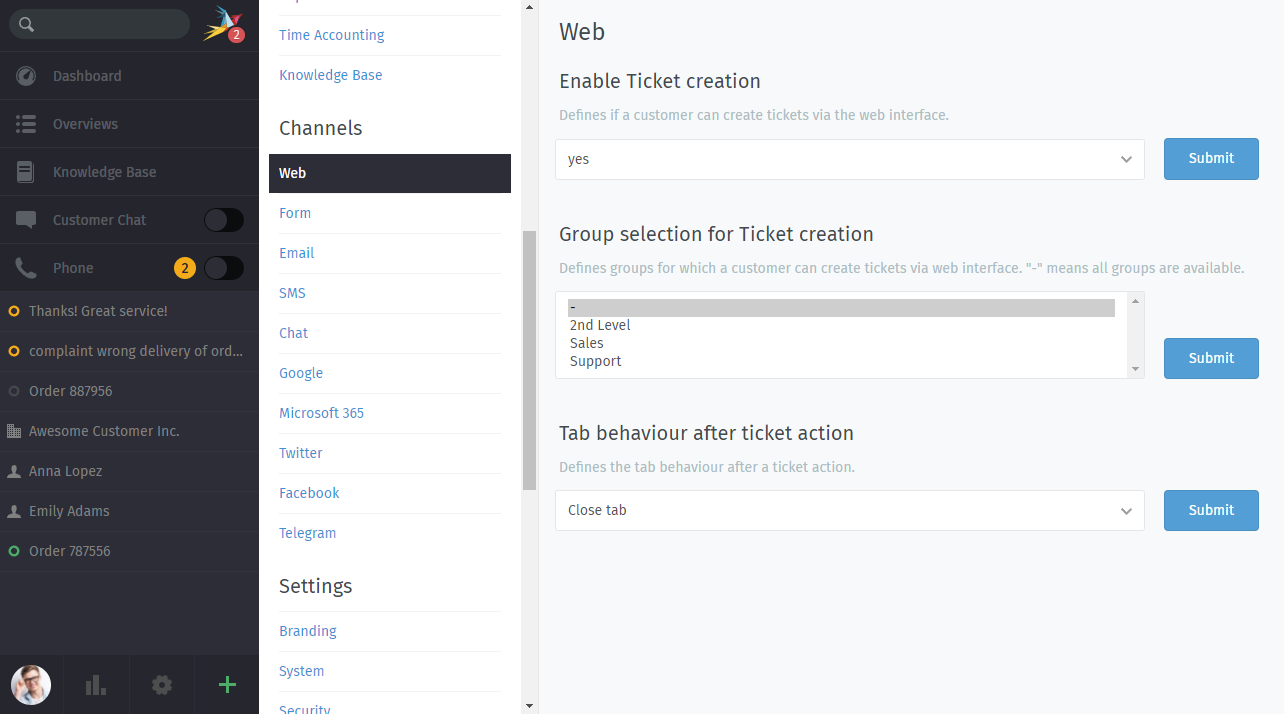 2
Dashboard
Overviews
Knowledge Base
Customer Chat
Phone 2
Thanks! Great service!
complaint wrong delivery of ord...
Order 887956
Awesome Customer Inc.
Anna Lopez
Emily Adams
Order 787556
Time Accounting
Knowledge Base
Channels
Web
Form
Email
SMS
Chat
Google
Microsoft 365
Twitter
Facebook
Telegram
Settings
Branding
System
Security
Web
Enable Ticket creation
Defines if a customer can create tickets via the web interface.
yes
Submit
Group selection for Ticket creation
Defines groups for which a customer can create tickets via web interface. "-" means all groups are available.
-
2nd Level
Sales
Support
Submit
Tab behaviour after ticket action
Defines the tab behaviour after a ticket action.
Close tab
Submit